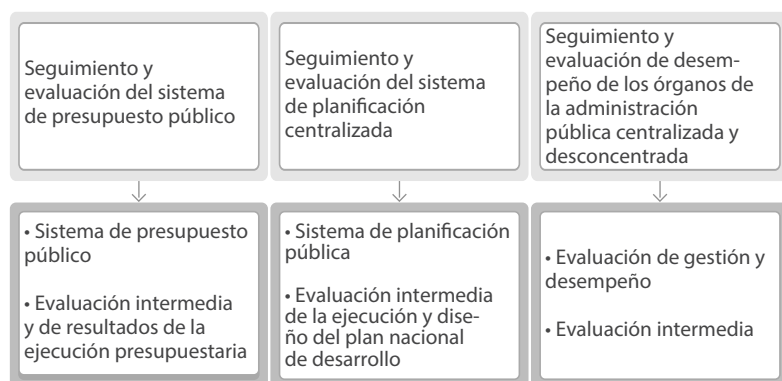 Seguimiento y
evaluación del sistema
de presupuesto público
Seguimiento y
evaluación del sistema
de planificación
centralizada
Seguimiento y
evaluación de desem-
peño de los órganos de
la administración
pública centralizada y
desconcentrada
• Sistema de presupuesto
público
• Evaluación intermedia
y de resultados de la
ejecución presupuestaria
• Sistema de planificación
pública
• Evaluación intermedia
de la ejecución y dise-
ño del plan nacional
de desarrollo
• Evaluación de gestión y
desempeño
• Evaluación intermedia